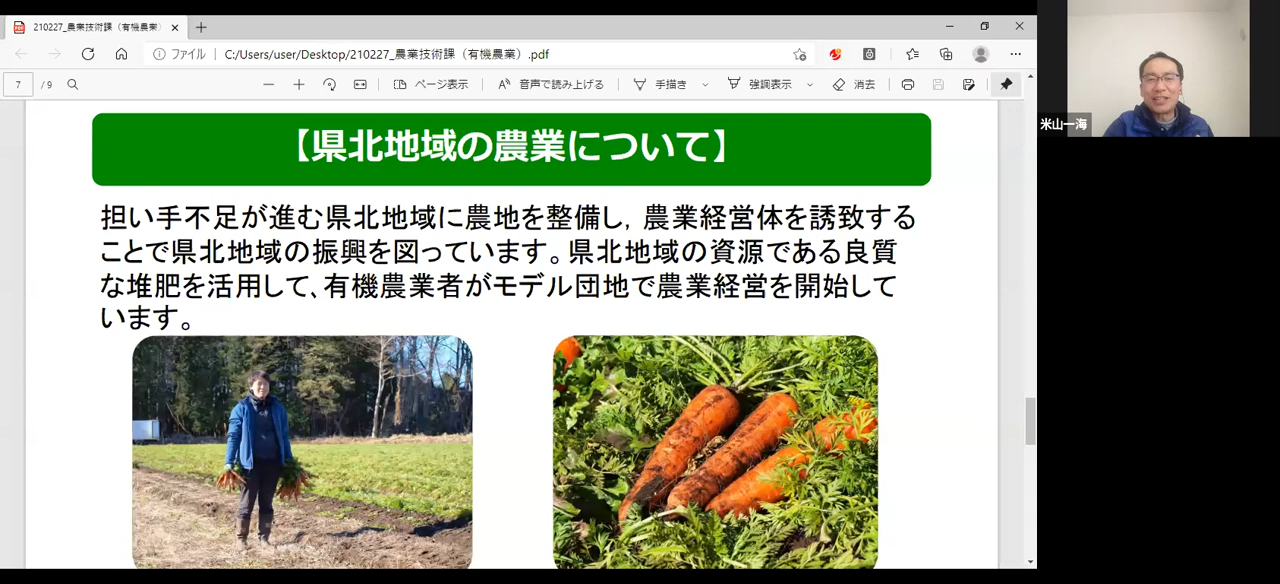 210227_農業技術課（有機農業）
ファイル
C:/Users/user/Desktop/210227_農業技術課（有機農業）.pdf
7 / 9
ページ表示
音声で読み上げる
手描き
強調表示
消去
【県北地域の農業について】
担い手不足が進む県北地域に農地を整備し，農業経営体を誘致する
ことで県北地域の振興を図っています。県北地域の資源である良質
な堆肥を活用して、有機農業者がモデル団地で農業経営を開始して
います。
米山一海